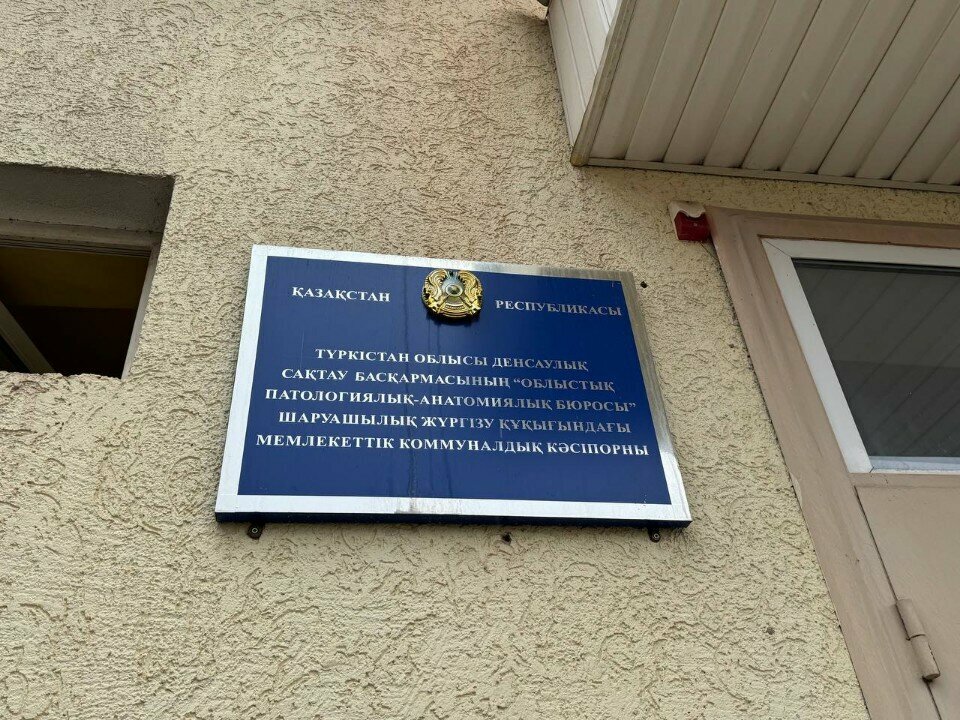 ҚАЗАҚСТАН РЕСПУБЛИКАСЫ
ТҮРКІСТАН ОБЛЫСЫ ДЕНСАУЛЫҚ
САҚТАУ БАСҚАРМАСЫНЫҢ “ОБЛЫСТЫҚ
ПАТОЛОГИЯЛЫҚ-АНАТОМИЯЛЫҚ БЮРОСЫ”
ШАРУАШЫЛЫҚ ЖҮРГІЗУ ҚҰҚЫҒЫНДАҒЫ
МЕМЛЕКЕТТІК КОММУНАЛДЫҚ КӘСІПОРНЫ